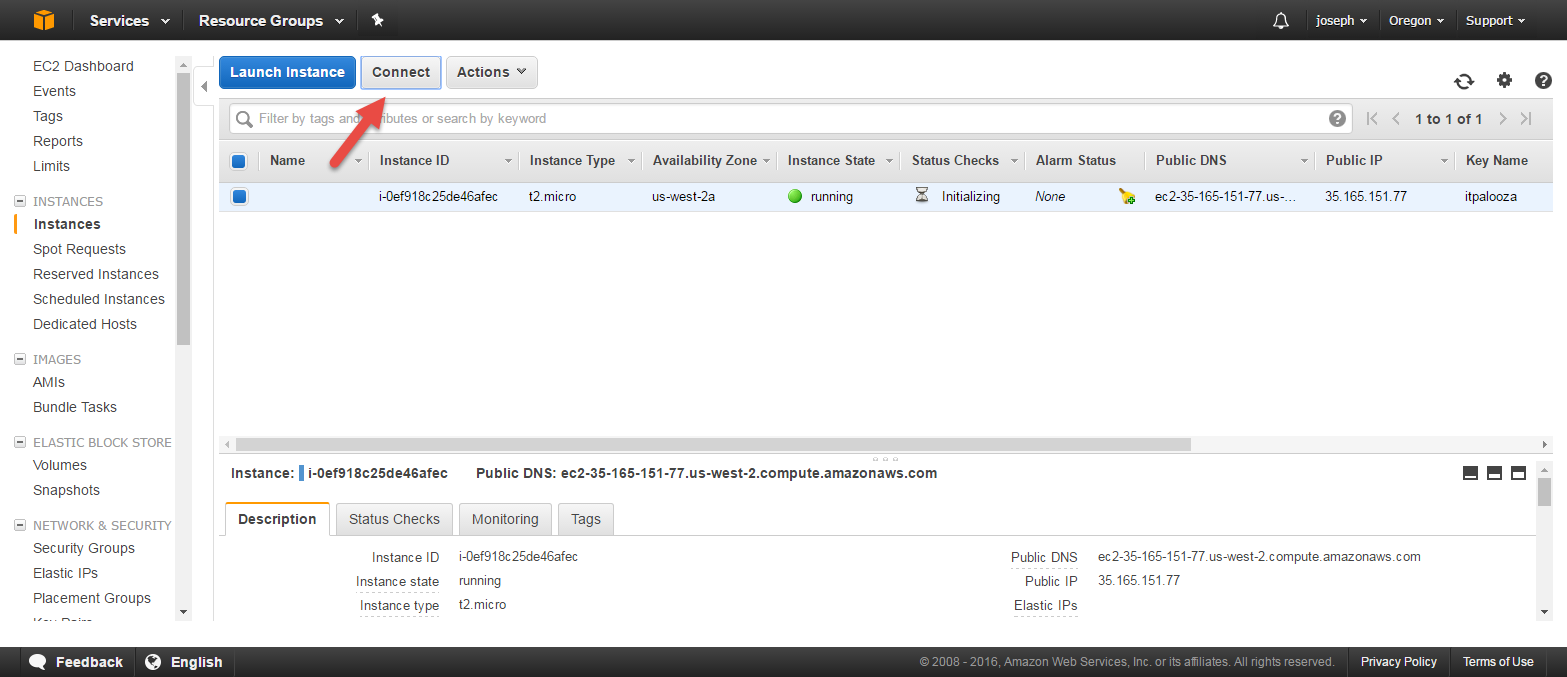 Services Resource Groups joseph Oregon Support
EC2 Dashboard
Events
Tags
Reports
Limits
INSTANCES
Instances
Spot Requests
Reserved Instances
Scheduled Instances
Dedicated Hosts
IMAGES
AMIs
Bundle Tasks
ELASTIC BLOCK STORE
Volumes
Snapshots
NETWORK & SECURITY
Security Groups
Elastic IPs
Placement Groups
Launch Instance Connect Actions
Filter by tags and or search by keyword
1 to 1 of 1
Name Instance ID Instance Type Availability Zone Instance State Status Checks Alarm Status Public DNS Public IP Key Name
i-0ef918c25de46afec t2.micro us-west-2a running Initializing None ec2-35-165-151-77.us-... 35.165.151.77 itpalooza
Instance: i-0ef918c25de46afec Public DNS: ec2-35-165-151-77.us-west-2.compute.amazonaws.com
Description Status Checks Monitoring Tags
Instance ID i-0ef918c25de46afec Public DNS ec2-35-165-151-77.us-west-2.compute.amazonaws.com
Instance state running Public IP 35.165.151.77
Instance type t2.micro Elastic IPs
Feedback English © 2008 - 2016, Amazon Web Services, Inc. or its affiliates. All rights reserved. Privacy Policy Terms of Use